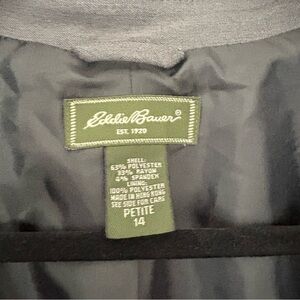 Eddie Bauer®
EST. 1920
SHELL:
63% POLYESTER
33% RAYON
4% SPANDEX
LINING:
100% POLYESTER
MADE IN HONG KONG
SEE SIDE FOR CARE
PETITE
14